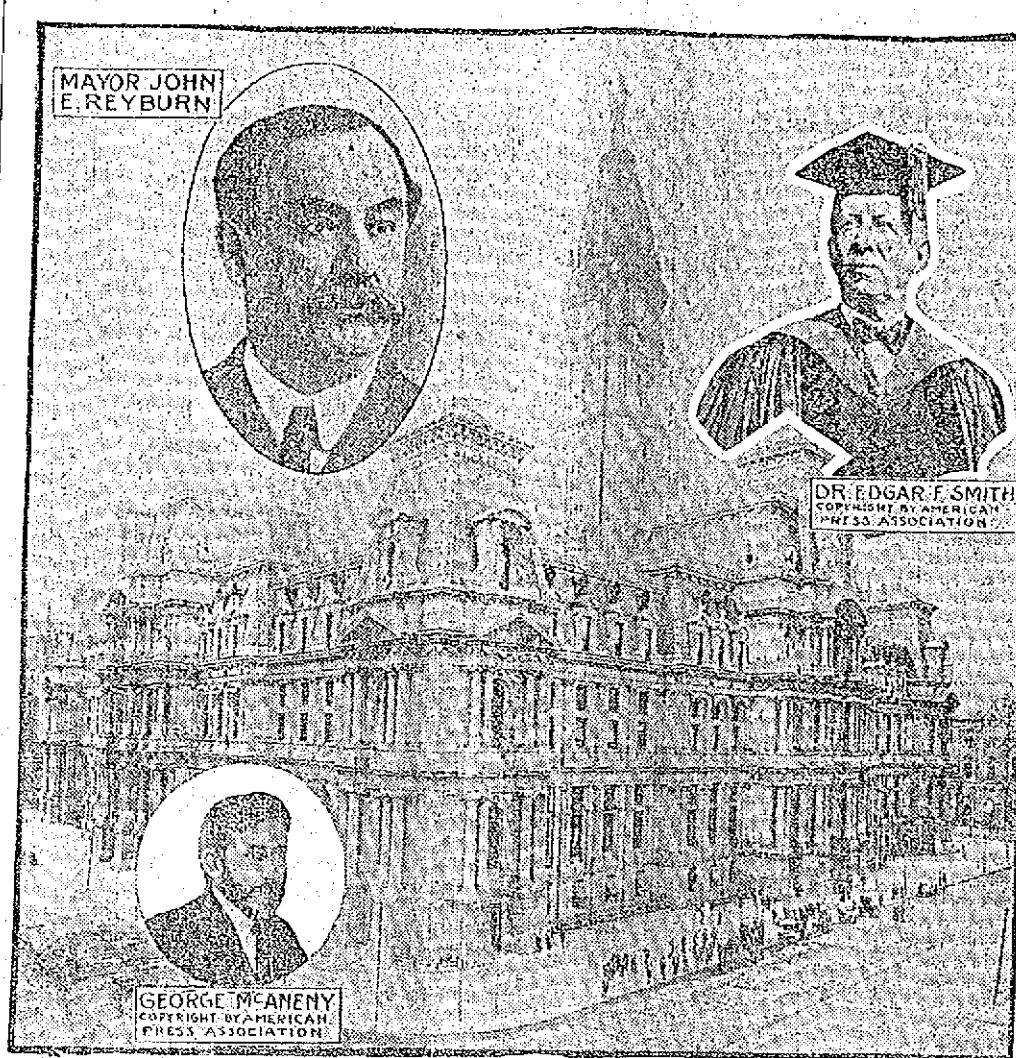 MAYOR JOHN
E. REYBURN
DR. EDGAR F. SMITH
COPYRIGHT BY AMERICAN
PRESS ASSOCIATION
GEORGE McANENY
COPYRIGHT BY AMERICAN
PRESS ASSOCIATION